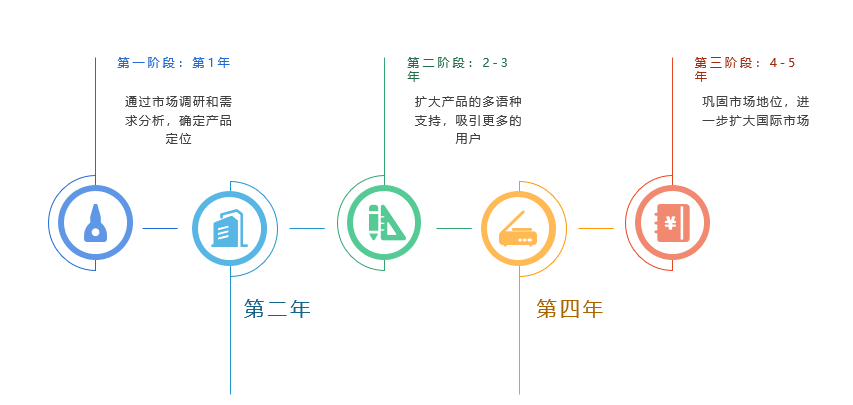 第一阶段：第1年
通过市场调研和需
求分析，确定产品
定位
第二年
第二阶段：2-3
年
扩大产品的多语种
支持，吸引更多的
用户
第四年
第三阶段：4-5
年
巩固市场地位，进
一步扩大国际市场
¥